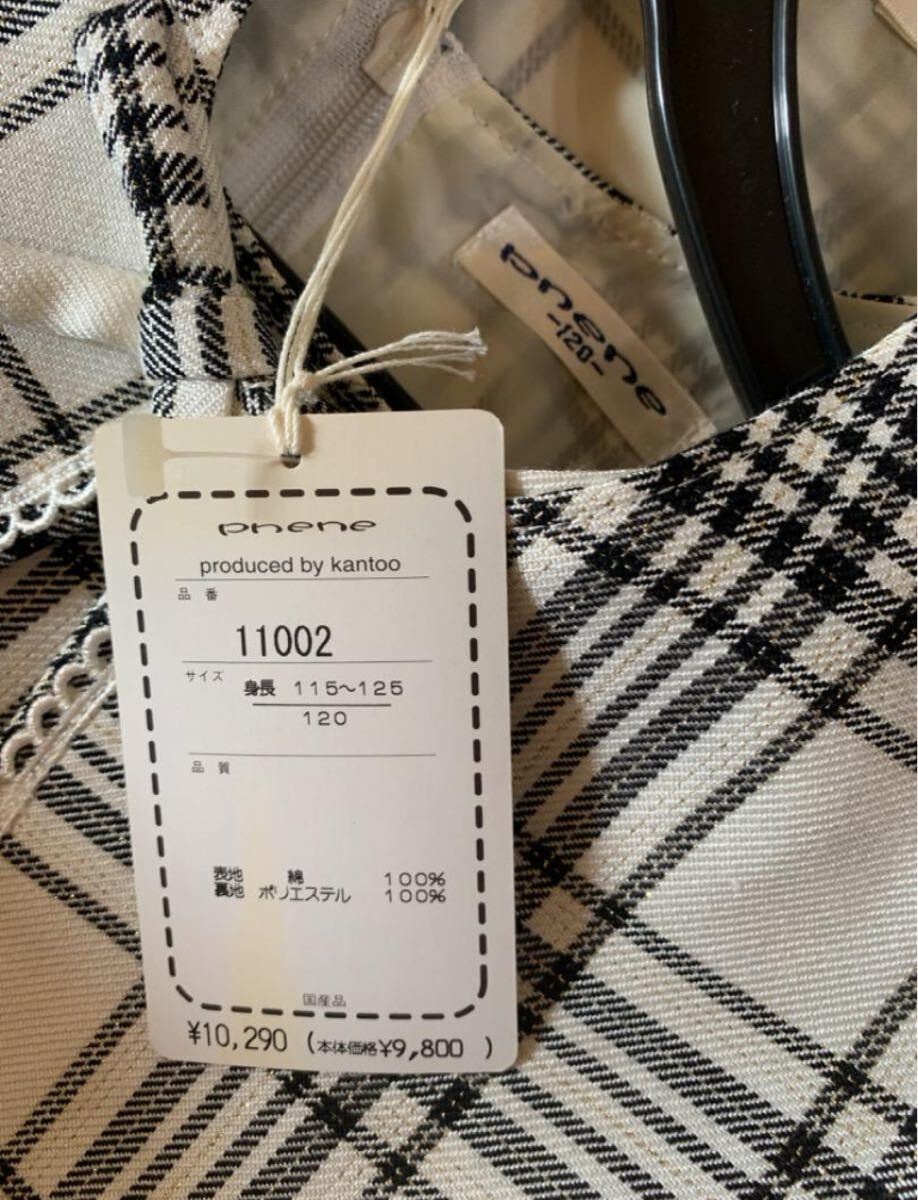 pnene
-120-
pnene
produced by kantoo
品番
11002
サイズ
身長 115～125
120
品質
表地 綿 100%
裏地 ポリエステル 100%
国産品
¥10,290 (本体価格¥9,800 )